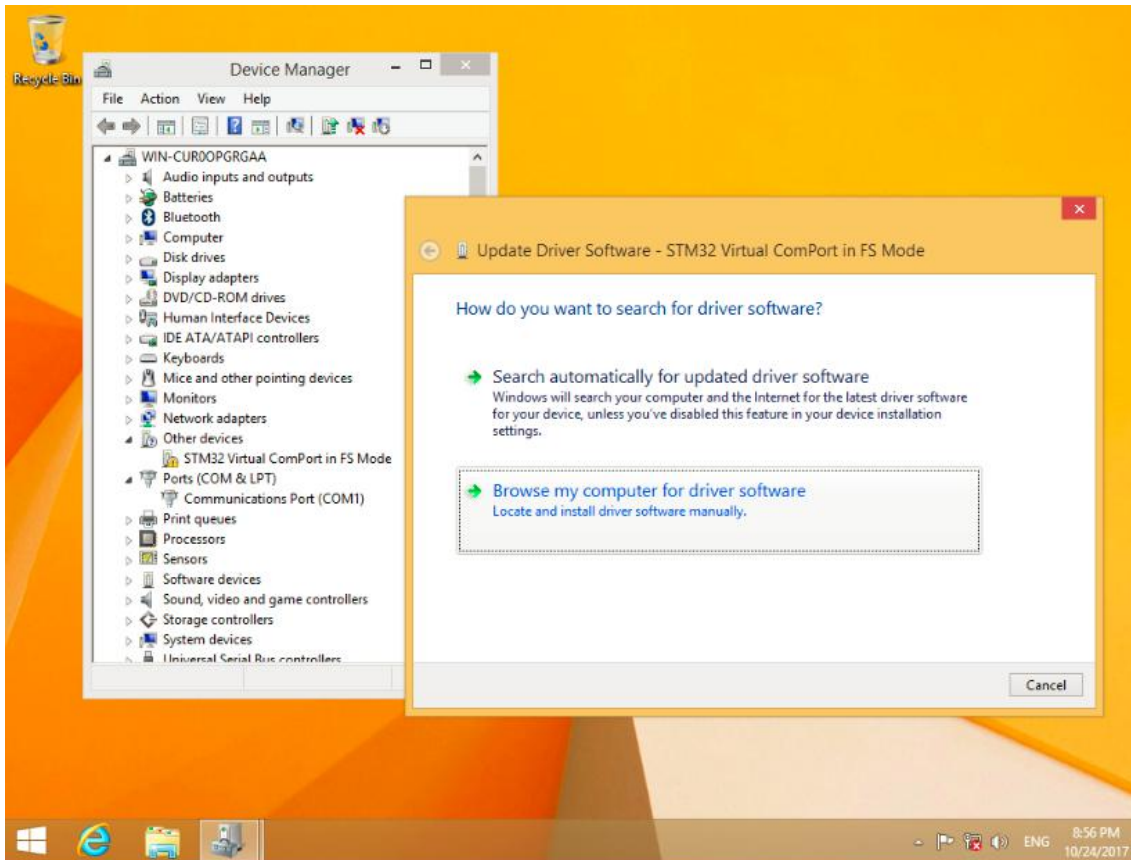 Recycle Bin
Device Manager
File Action View Help
WIN-CUR0OPGRGAA
Audio inputs and outputs
Batteries
Bluetooth
Computer
Disk drives
Display adapters
DVD/CD-ROM drives
Human Interface Devices
IDE ATA/ATAPI controllers
Keyboards
Mice and other pointing devices
Monitors
Network adapters
Other devices
STM32 Virtual ComPort in FS Mode
Ports (COM & LPT)
Communications Port (COM1)
Print queues
Processors
Sensors
Software devices
Sound, video and game controllers
Storage controllers
System devices
Universal Serial Bus controllers
Update Driver Software - STM32 Virtual ComPort in FS Mode
How do you want to search for driver software?
Search automatically for updated driver software
Windows will search your computer and the Internet for the latest driver software
for your device, unless you've disabled this feature in your device installation
settings.
Browse my computer for driver software
Locate and install driver software manually.
Cancel
ENG
8:56 PM
10/24/2017